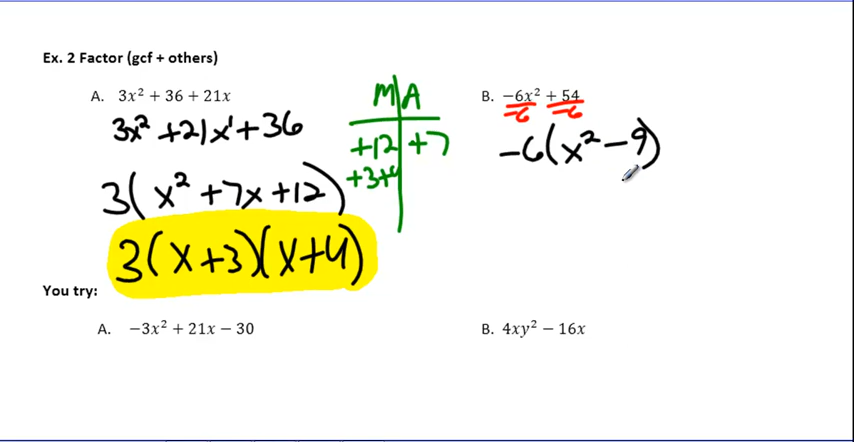 Ex. 2 Factor (gcf + others)
A. 3x² + 36 + 21x
3x² +21x¹ +36
3( x² +7x +12)
3(x+3)(x+4)
M A
+12 +7
+3+4
B. −6x² + 54
−6 −6
−6(x² −9)
You try:
A. −3x² + 21x − 30
B. 4xy² − 16x